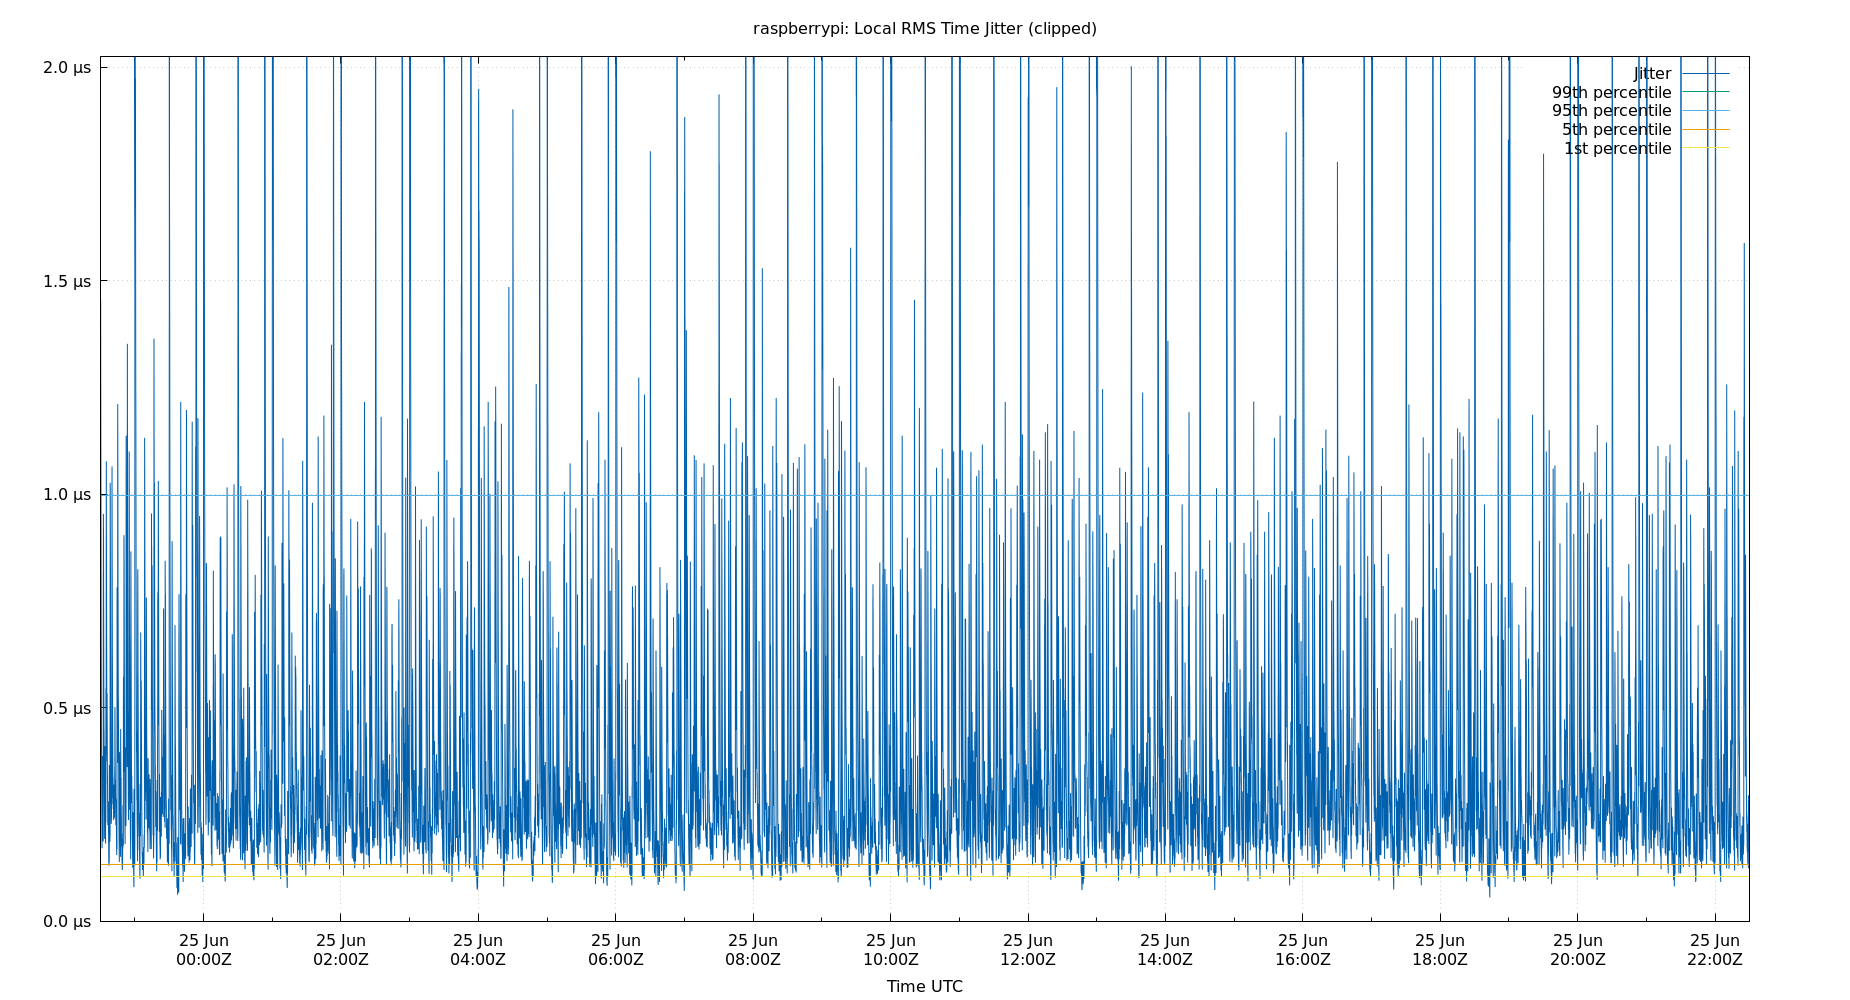 raspberrypi: Local RMS Time Jitter (clipped)
2.0 µs
1.5 µs
1.0 µs
0.5 µs
0.0 µs
Jitter
99th percentile
95th percentile
5th percentile
1st percentile
25 Jun 25 Jun 25 Jun 25 Jun 25 Jun 25 Jun 25 Jun 25 Jun 25 Jun 25 Jun 25 Jun 25 Jun
00:00Z 02:00Z 04:00Z 06:00Z 08:00Z 10:00Z 12:00Z 14:00Z 16:00Z 18:00Z 20:00Z 22:00Z
Time UTC